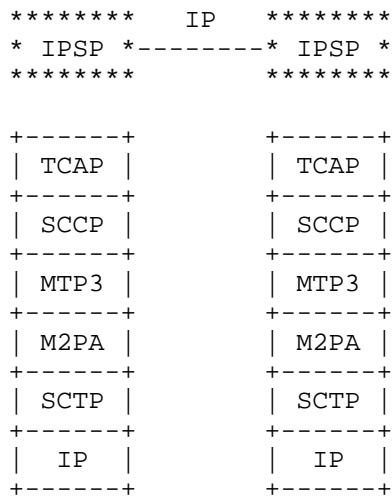 ********   IP   ********
* IPSP *--------* IPSP *
********        ********
+------+        +------+
| TCAP |        | TCAP |
+------+        +------+
| SCCP |        | SCCP |
+------+        +------+
| MTP3 |        | MTP3 |
+------+        +------+
| M2PA |        | M2PA |
+------+        +------+
| SCTP |        | SCTP |
+------+        +------+
|  IP  |        |  IP  |
+------+        +------+